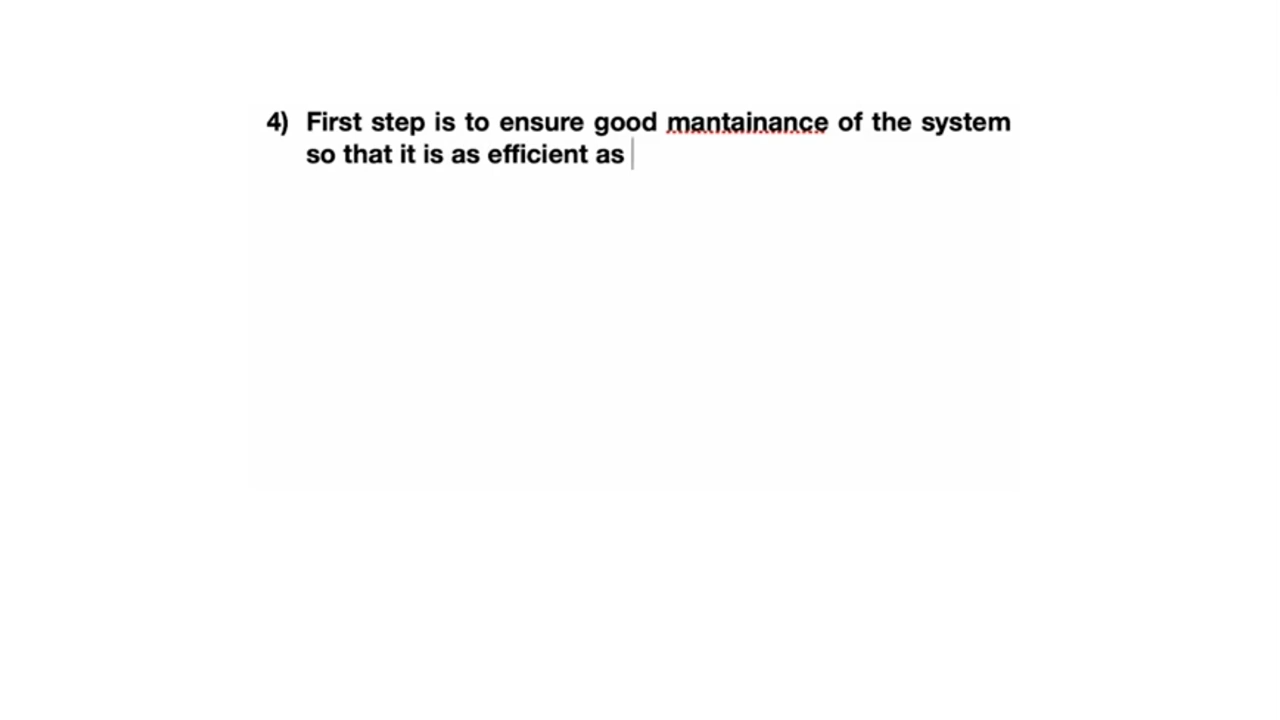 4) First step is to ensure good mantainance of the system
so that it is as efficient as